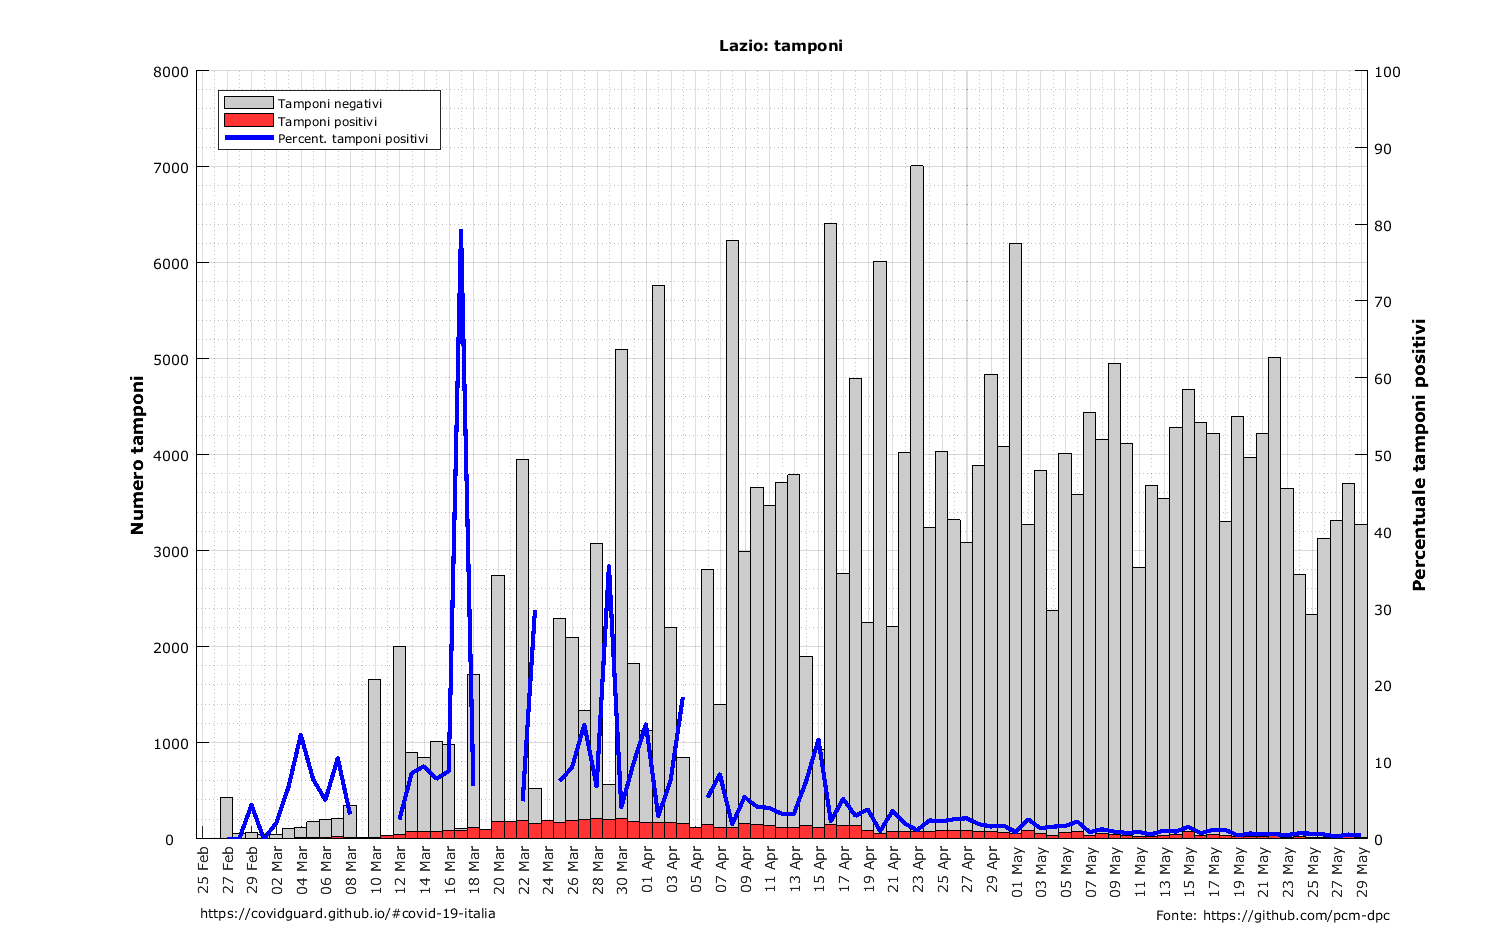 Lazio: tamponi
Tamponi negativi
Tamponi positivi
Percent. tamponi positivi
Numero tamponi
8000
7000
6000
5000
4000
3000
2000
1000
0
Percentuale tamponi positivi
100
90
80
70
60
50
40
30
20
10
0
25 Feb
27 Feb
29 Feb
02 Mar
04 Mar
06 Mar
08 Mar
10 Mar
12 Mar
14 Mar
16 Mar
18 Mar
20 Mar
22 Mar
24 Mar
26 Mar
28 Mar
30 Mar
01 Apr
03 Apr
05 Apr
07 Apr
09 Apr
11 Apr
13 Apr
15 Apr
17 Apr
19 Apr
21 Apr
23 Apr
25 Apr
27 Apr
29 Apr
01 May
03 May
05 May
07 May
09 May
11 May
13 May
15 May
17 May
19 May
21 May
23 May
25 May
27 May
29 May
https://covidguard.github.io/#covid-19-italia
Fonte: https://github.com/pcm-dpc